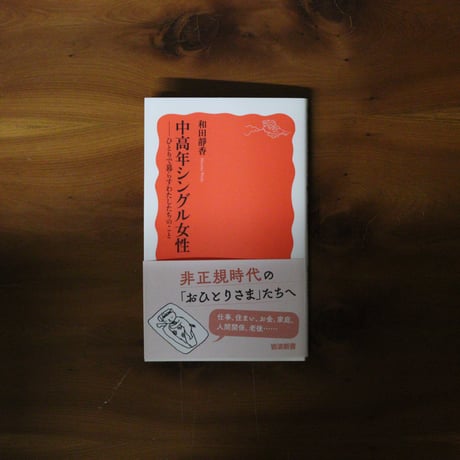 和田靜香
中高年シングル女性
──ひとりで暮らすわたしたちのこと
非正規時代の
「おひとりさま」たちへ
仕事、住まい、お金、家庭、
人間関係、老後……
岩波新書